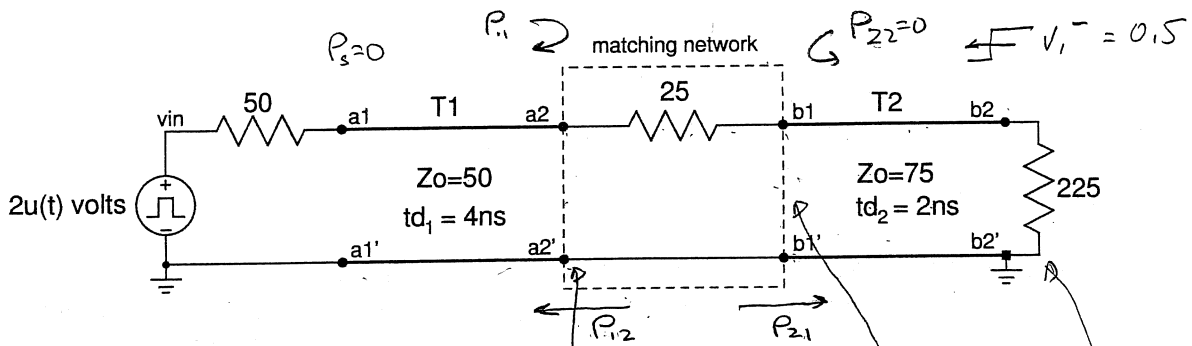 ρs=0
ρ11
matching network
ρ22=0
V1⁻ = 0.5
vin
50
a1
T1
a2
25
b1
T2
b2
2u(t) volts
+
−
Zo=50
td1 = 4ns
Zo=75
td2 = 2ns
225
a1'
a2'
b1'
b2'
ρ12
ρ21